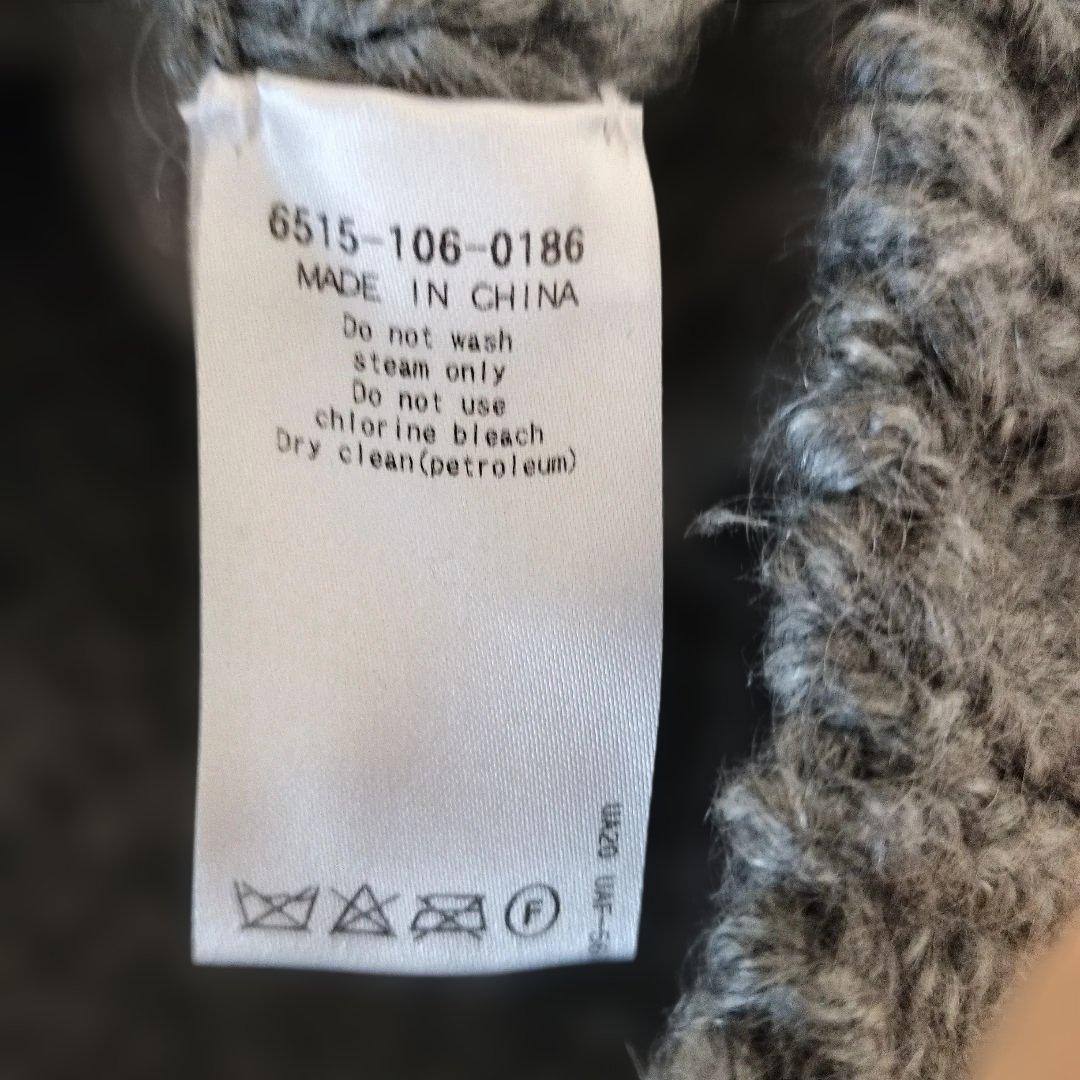 6515-106-0186
MADE IN CHINA
Do not wash
steam only
Do not use
chlorine bleach
Dry clean(petroleum)
F
UA20